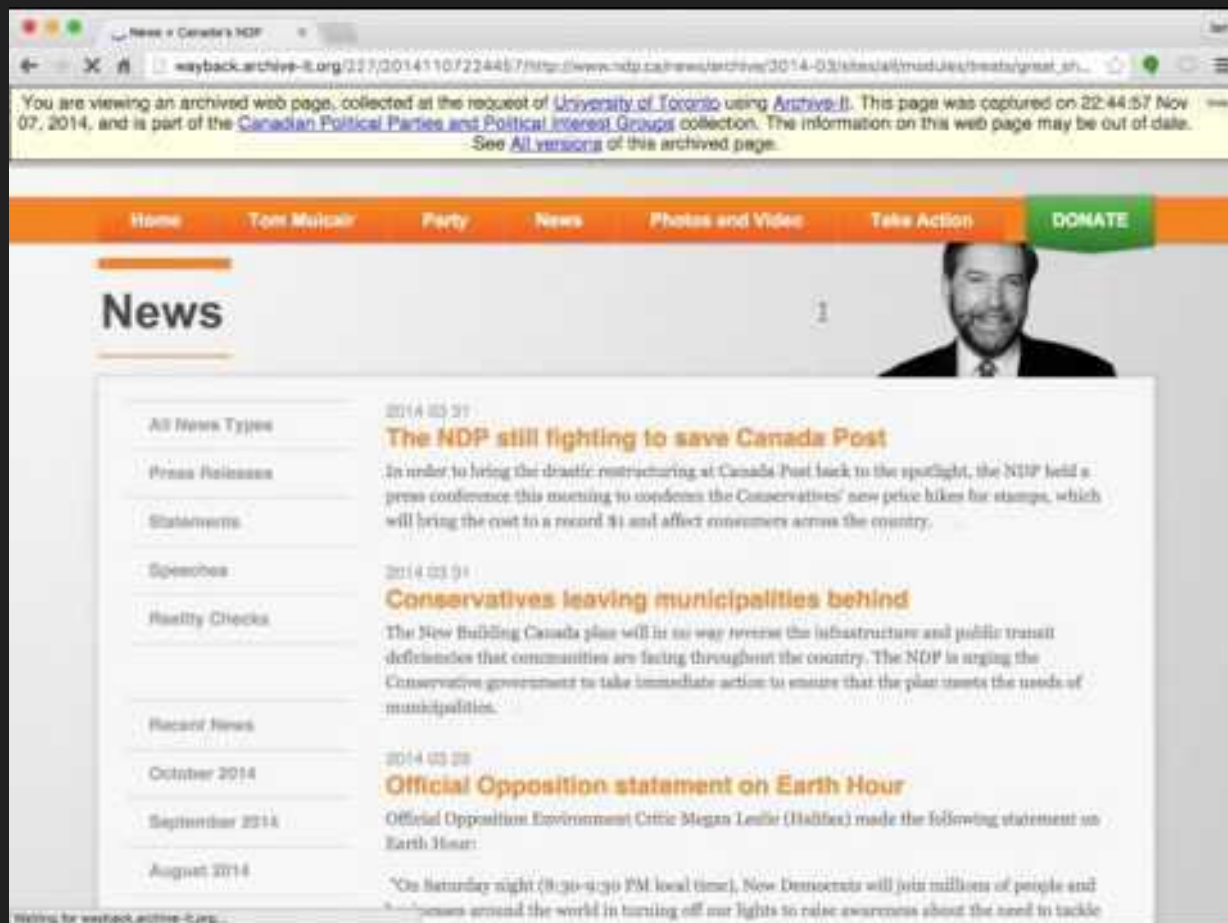 News • Canada's NDP
wayback.archive-it.org/227/20141107224457/http://www.ndp.ca/news/archive/2014-03/sites/all/modules/treats/great_sh...
You are viewing an archived web page, collected at the request of University of Toronto using Archive-It. This page was captured on 22:44:57 Nov
07, 2014, and is part of the Canadian Political Parties and Political Interest Groups collection. The information on this web page may be out of date.
See All versions of this archived page.
Home Tom Mulcair Party News Photos and Video Take Action DONATE
News
All News Types
Press Releases
Statements
Speeches
Reality Checks
Recent News
October 2014
September 2014
August 2014
2014 03 31
The NDP still fighting to save Canada Post
In order to bring the drastic restructuring at Canada Post back to the spotlight, the NDP held a
press conference this morning to condemn the Conservatives' new price hikes for stamps, which
will bring the cost to a record $1 and affect consumers across the country.
2014 03 31
Conservatives leaving municipalities behind
The New Building Canada plan will in no way reverse the infrastructure and public transit
deficiencies that communities are facing throughout the country. The NDP is urging the
Conservative government to take immediate action to ensure that the plan meets the needs of
municipalities.
2014 03 28
Official Opposition statement on Earth Hour
Official Opposition Environment Critic Megan Leslie (Halifax) made the following statement on
Earth Hour:
"On Saturday night (8:30-9:30 PM local time), New Democrats will join millions of people and
businesses around the world in turning off our lights to raise awareness about the need to tackle
Waiting for wayback.archive-it.org...